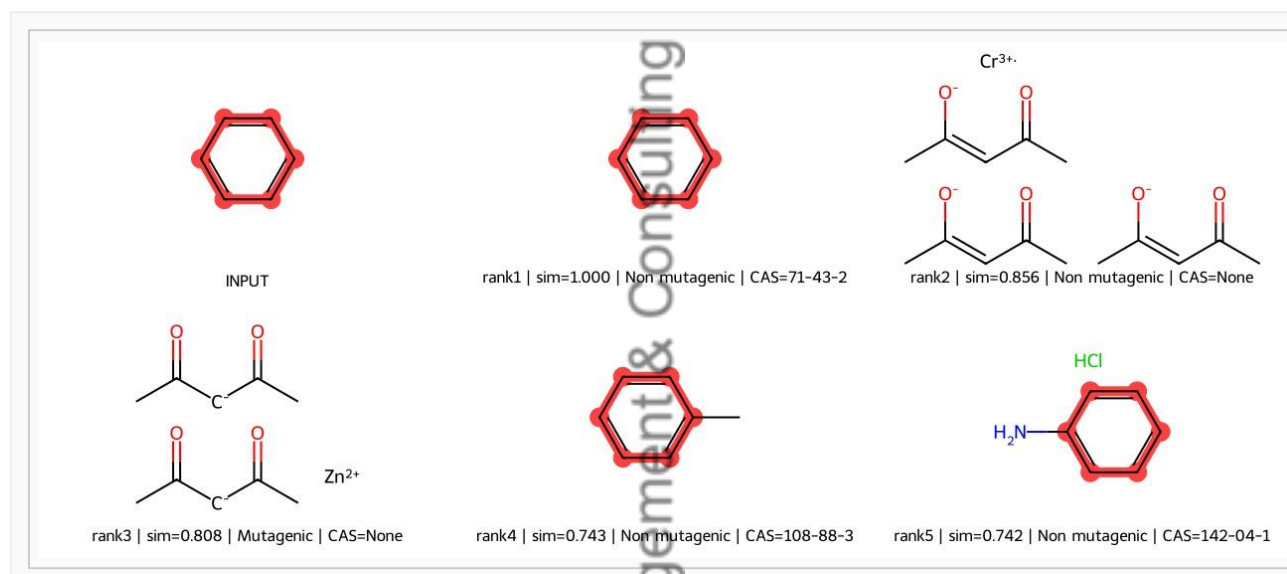 Cr³⁺·
O⁻ O
O⁻ O O⁻ O
INPUT
rank1 | sim=1.000 | Non mutagenic | CAS=71-43-2
rank2 | sim=0.856 | Non mutagenic | CAS=None
O O
C⁻
O O
C⁻
Zn²⁺
HCl
H₂N
rank3 | sim=0.808 | Mutagenic | CAS=None
rank4 | sim=0.743 | Non mutagenic | CAS=108-88-3
rank5 | sim=0.742 | Non mutagenic | CAS=142-04-1
& Consulting